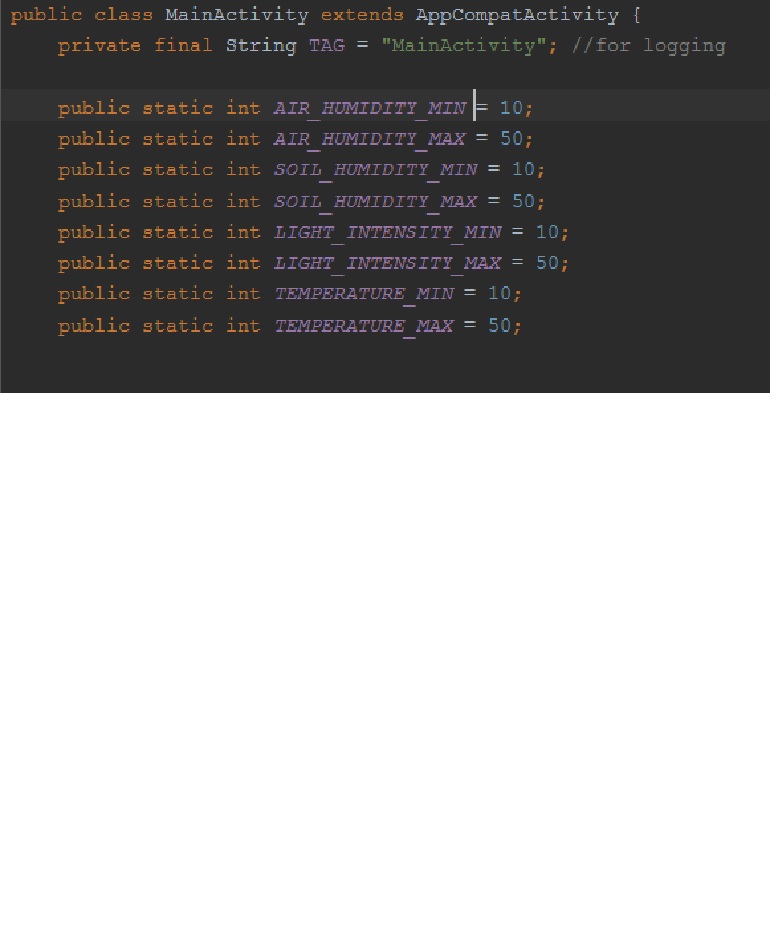 public class MainActivity extends AppCompatActivity {
private final String TAG = "MainActivity"; //for logging
public static int AIR_HUMIDITY_MIN = 10;
public static int AIR_HUMIDITY_MAX = 50;
public static int SOIL_HUMIDITY_MIN = 10;
public static int SOIL_HUMIDITY_MAX = 50;
public static int LIGHT_INTENSITY_MIN = 10;
public static int LIGHT_INTENSITY_MAX = 50;
public static int TEMPERATURE_MIN = 10;
public static int TEMPERATURE_MAX = 50;